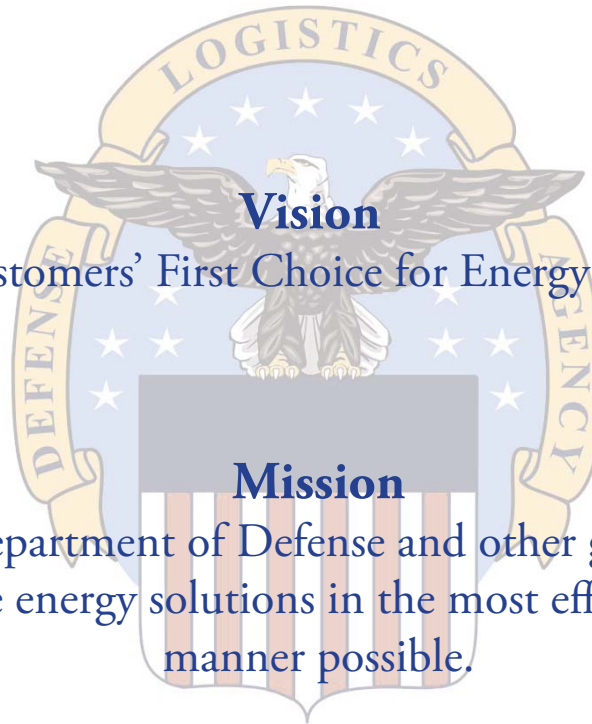 LOGISTICS
DEFENSE
AGENCY
Vision
stomers’ First Choice for Energy
Mission
epartment of Defense and other g
e energy solutions in the most eff
manner possible.